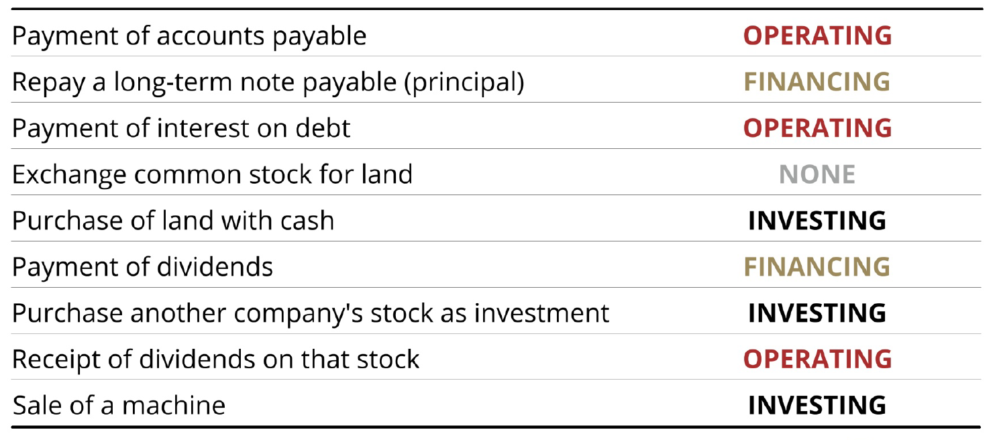 Payment of accounts payable OPERATING
Repay a long-term note payable (principal) FINANCING
Payment of interest on debt OPERATING
Exchange common stock for land NONE
Purchase of land with cash INVESTING
Payment of dividends FINANCING
Purchase another company's stock as investment INVESTING
Receipt of dividends on that stock OPERATING
Sale of a machine INVESTING